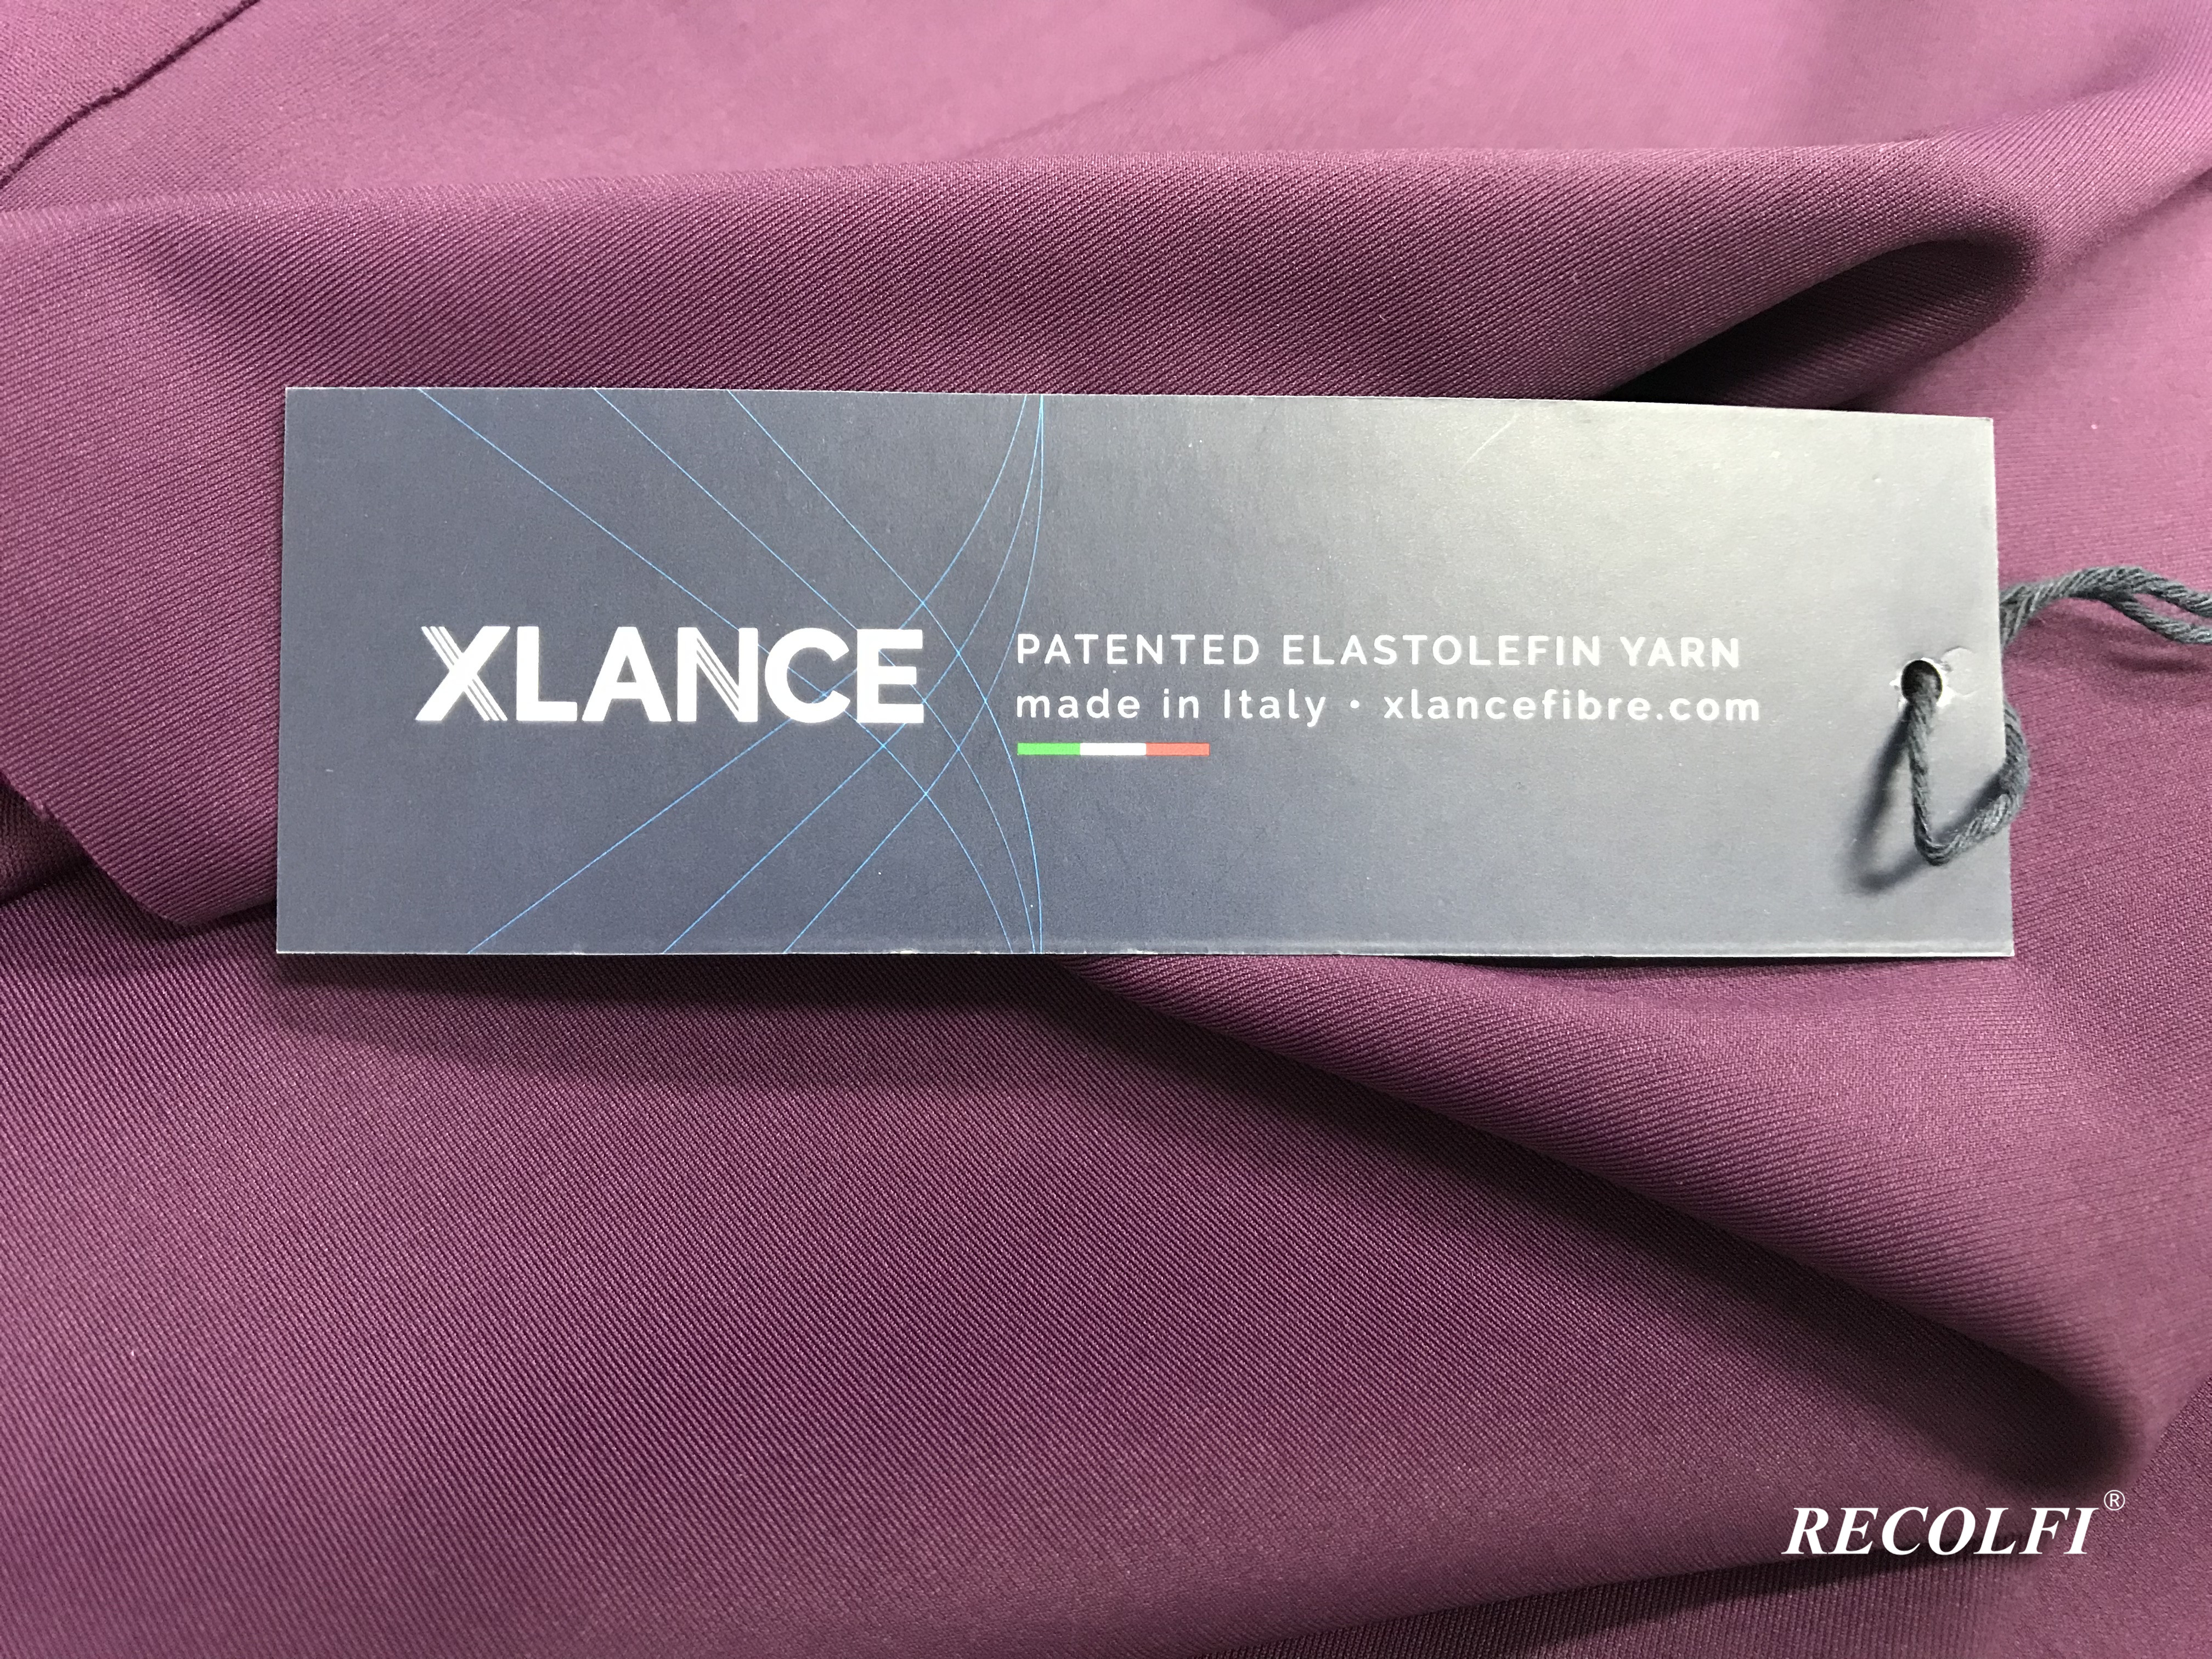 XLANCE
PATENTED ELASTOLEFIN YARN
made in Italy • xlancefibre.com
RECOLFI®